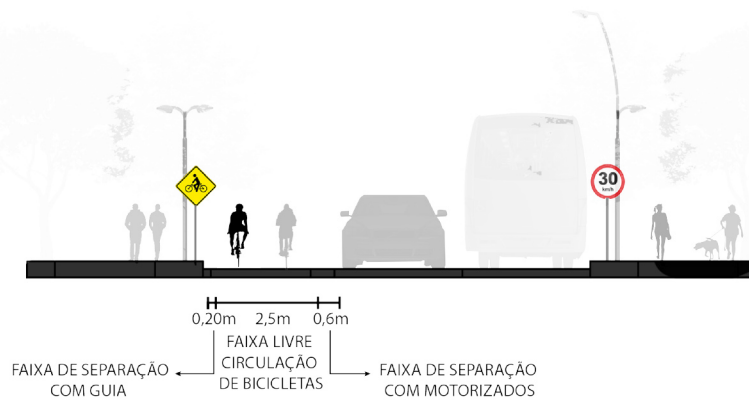 30
km/h
0,20m 2,5m 0,6m
FAIXA LIVRE
CIRCULAÇÃO
DE BICICLETAS
FAIXA DE SEPARAÇÃO
COM GUIA
FAIXA DE SEPARAÇÃO
COM MOTORIZADOS